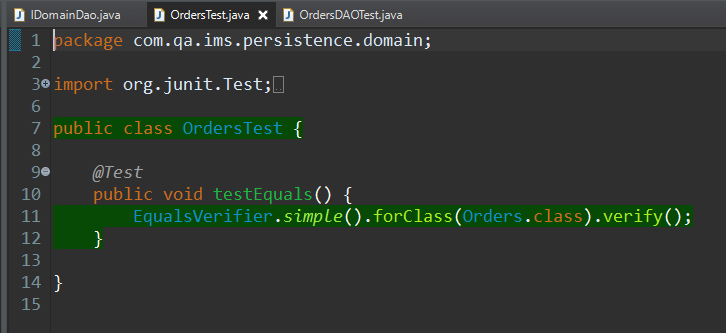 IDomainDao.java OrdersTest.java OrdersDAOTest.java
1 package com.qa.ims.persistence.domain;
2
3 import org.junit.Test;
6
7 public class OrdersTest {
8
9 @Test
10 public void testEquals() {
11 EqualsVerifier.simple().forClass(Orders.class).verify();
12 }
13
14 }
15